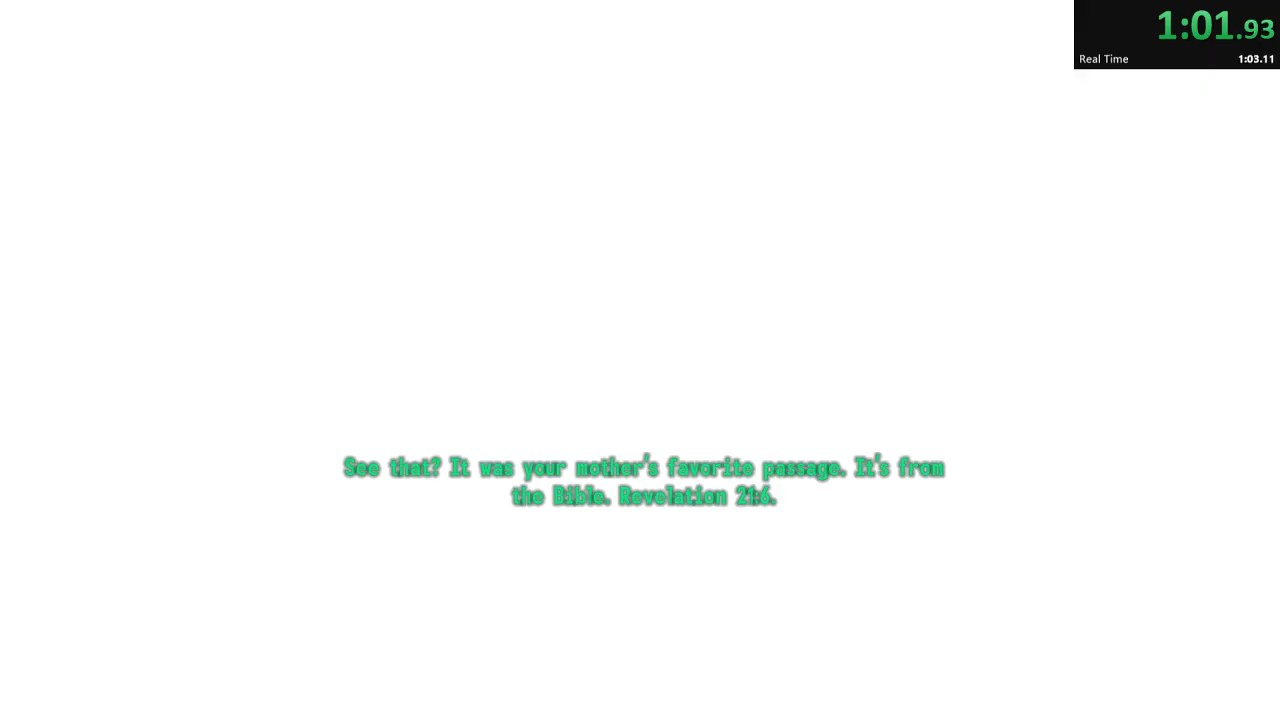 1:01.93
Real Time 1:03.11
See that? It was your mother's favorite passage. It's from
the Bible. Revelation 21:6.